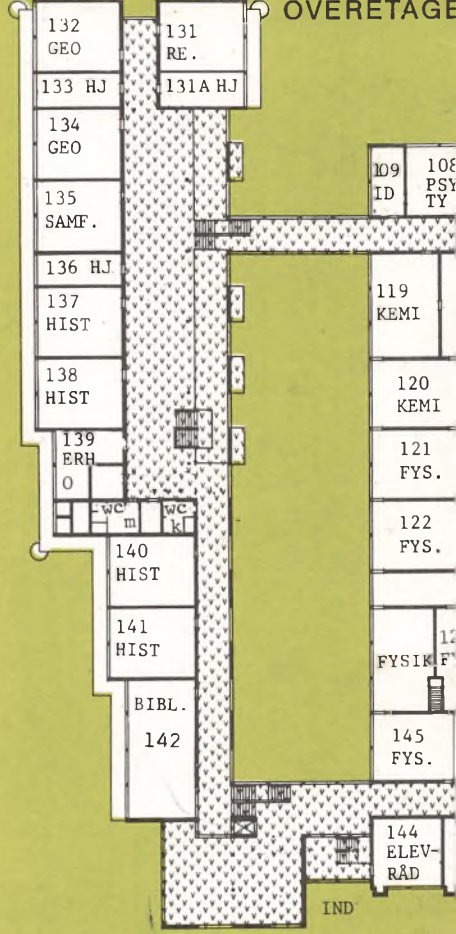 OVERETAGE
132
GEO
133 HJ
134
GEO
135
SAMF.
136 HJ
137
HIST
138
HIST
139
ERH
O
WC
m
WC
k
140
HIST
141
HIST
BIBL.
142
131
RE.
131A HJ
109
ID
108
PSY
TY
119
KEMI
120
KEMI
121
FYS.
122
FYS.
FYSIK
12
FY
145
FYS.
144
ELEV-
RÅD
IND